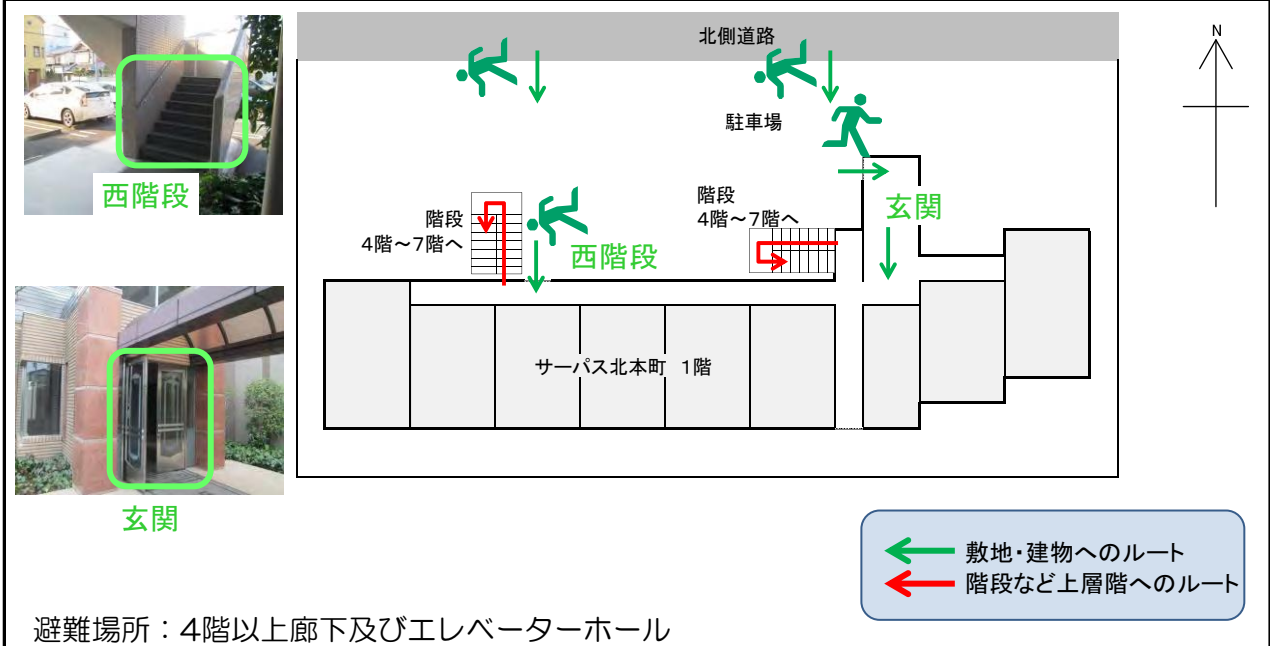 北側道路
N
駐車場
西階段
階段
4階～7階へ
階段
4階～7階へ
玄関
西階段
サーパス北本町 1階
玄関
敷地・建物へのルート
階段など上層階へのルート
避難場所：4階以上廊下及びエレベーターホール